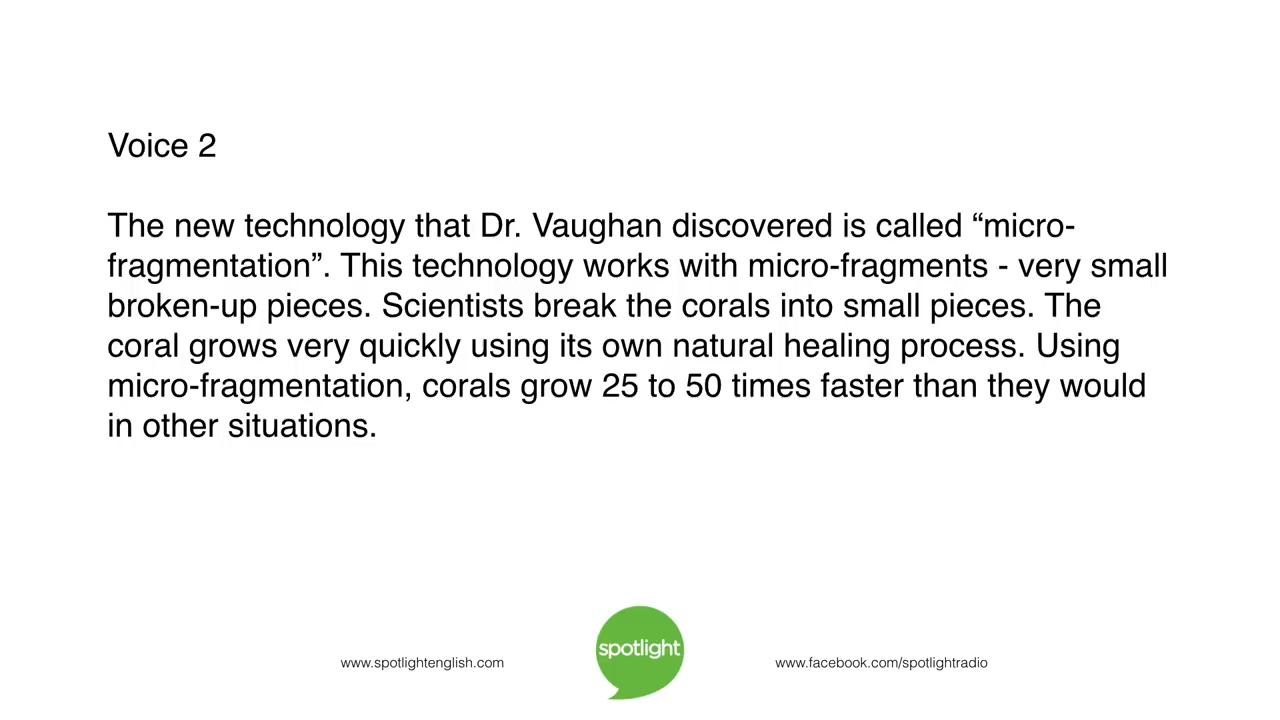 Voice 2
The new technology that Dr. Vaughan discovered is called “micro-
fragmentation”. This technology works with micro-fragments - very small
broken-up pieces. Scientists break the corals into small pieces. The
coral grows very quickly using its own natural healing process. Using
micro-fragmentation, corals grow 25 to 50 times faster than they would
in other situations.
www.spotlightenglish.com
spotlight
www.facebook.com/spotlightradio